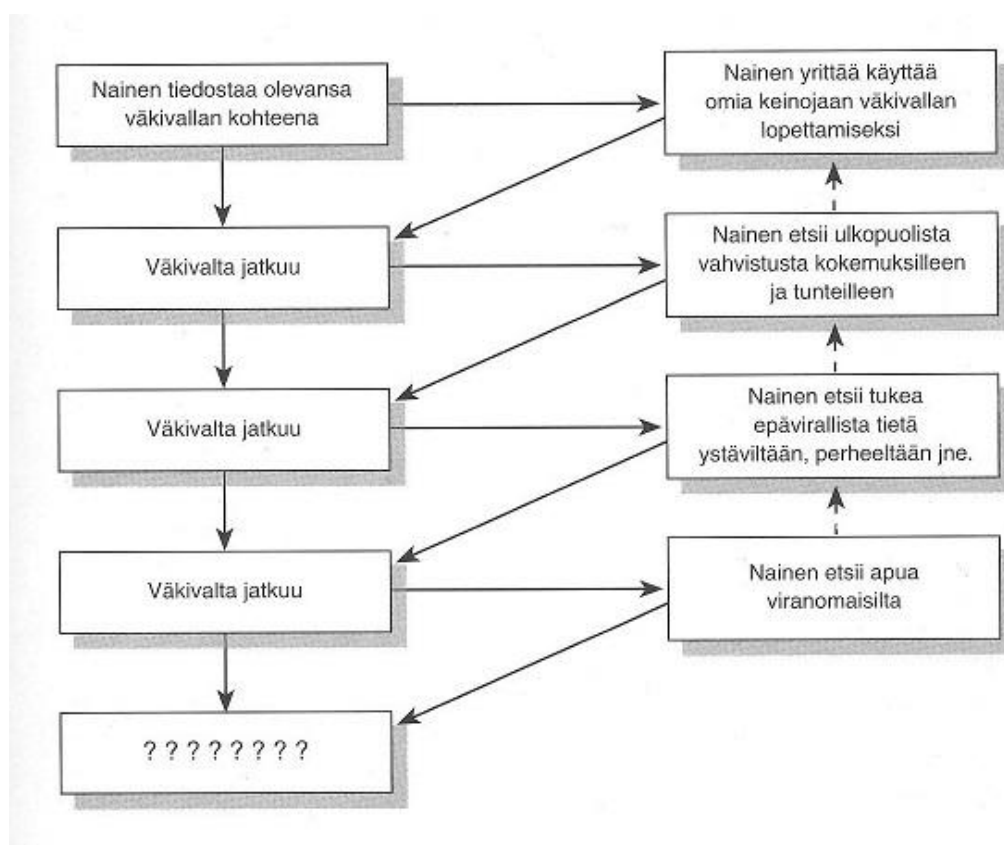 Nainen tiedostaa olevansa
väkivallan kohteena
Nainen yrittää käyttää
omia keinojaan väkivallan
lopettamiseksi
Väkivalta jatkuu
Nainen etsii ulkopuolista
vahvistusta kokemuksilleen
ja tunteilleen
Väkivalta jatkuu
Nainen etsii tukea
epävirallista tietä
ystäviltään, perheeltään jne.
Väkivalta jatkuu
Nainen etsii apua
viranomaisilta
? ? ? ? ? ? ? ?